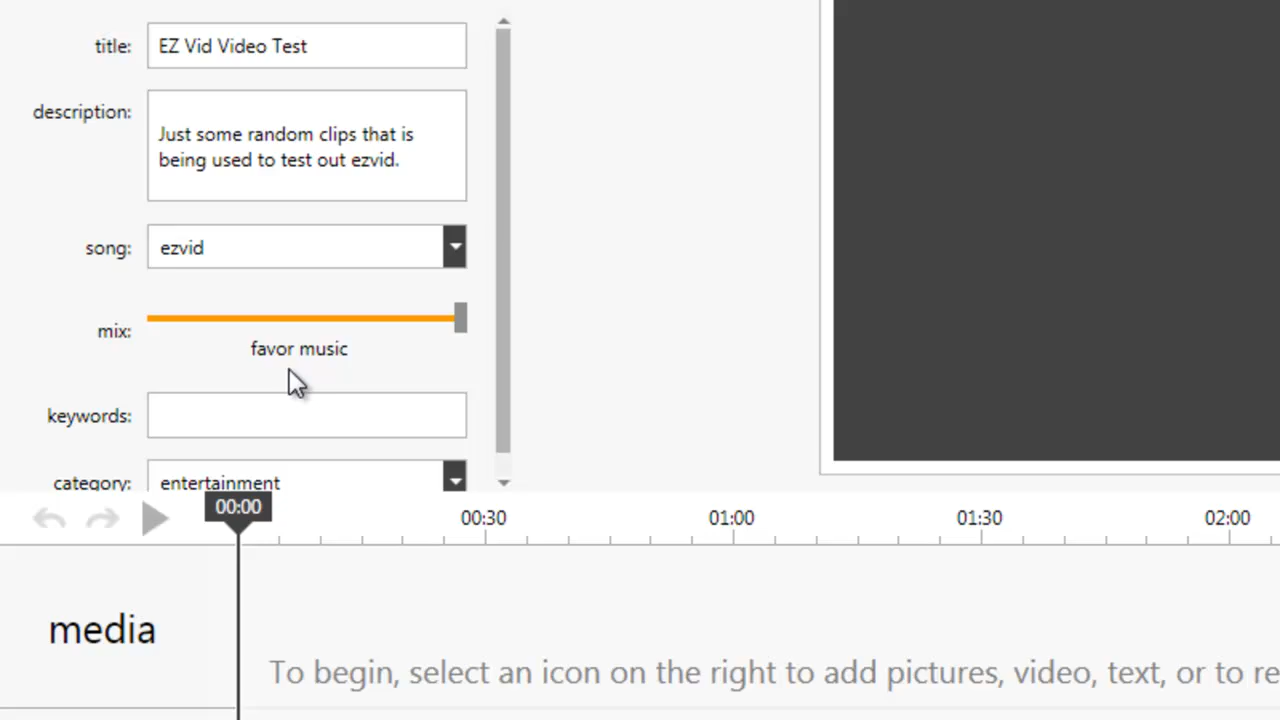 title:
EZ Vid Video Test
description:
Just some random clips that is
being used to test out ezvid.
song:
ezvid
mix:
favor music
keywords:
category:
entertainment
00:00
00:30
01:00
01:30
02:00
media
To begin, select an icon on the right to add pictures, video, text, or to re